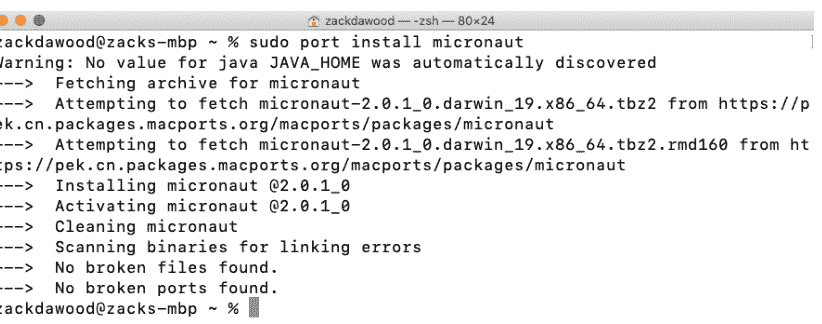 zackdawood — -zsh — 80×24
zackdawood@zacks-mbp ~ % sudo port install micronaut
Warning: No value for java JAVA_HOME was automatically discovered
---> Fetching archive for micronaut
---> Attempting to fetch micronaut-2.0.1_0.darwin_19.x86_64.tbz2 from https://p
ek.cn.packages.macports.org/macports/packages/micronaut
---> Attempting to fetch micronaut-2.0.1_0.darwin_19.x86_64.tbz2.rmd160 from ht
tps://pek.cn.packages.macports.org/macports/packages/micronaut
---> Installing micronaut @2.0.1_0
---> Activating micronaut @2.0.1_0
---> Cleaning micronaut
---> Scanning binaries for linking errors
---> No broken files found.
---> No broken ports found.
zackdawood@zacks-mbp ~ %